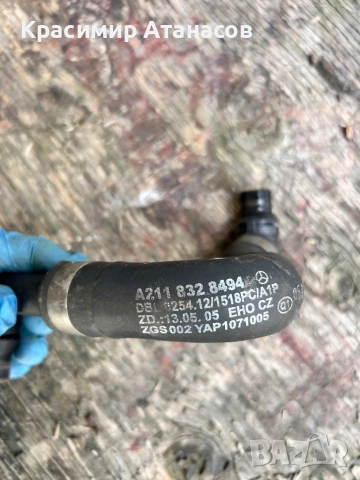 Красимир Атанасов
A211 832 8494
DBL 6254.12/1518PC/A1P
ZD.:13.05.05 EHO CZ
ZGS 002 YAP1071005
bazar